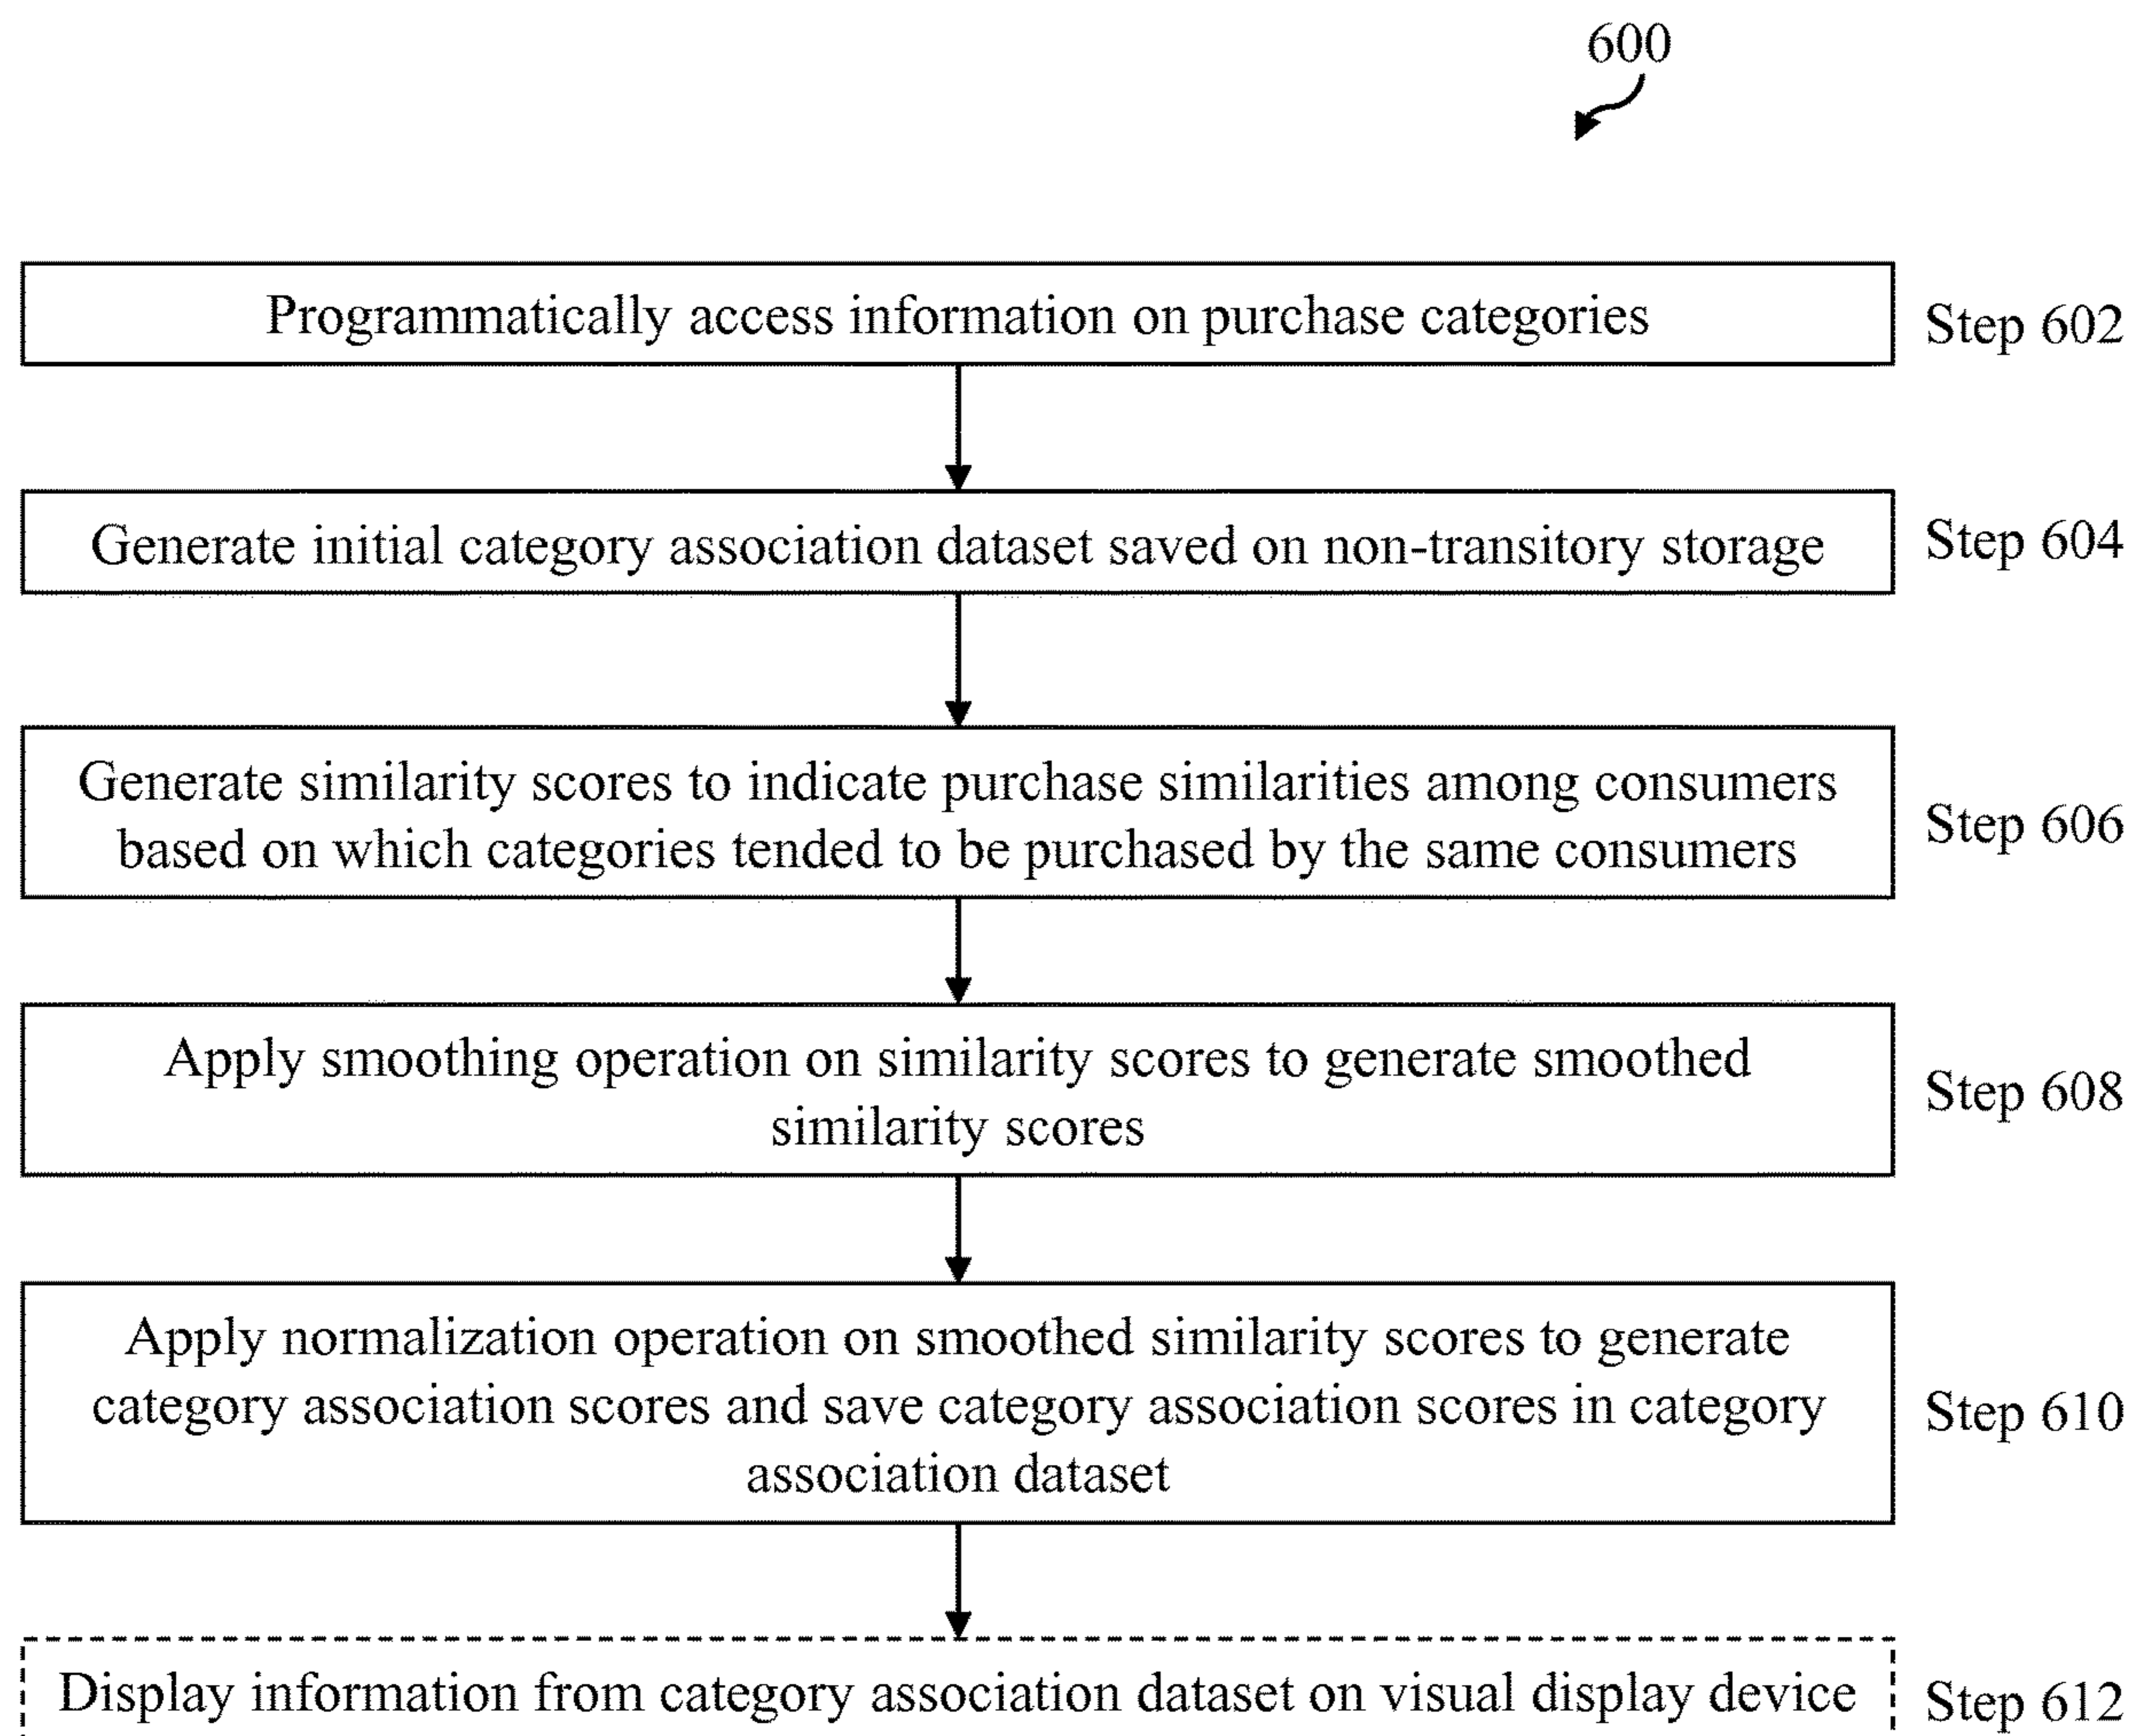 600
Programmatically access information on purchase categories
Step 602
Generate initial category association dataset saved on non-transitory storage
Step 604
Generate similarity scores to indicate purchase similarities among consumers
based on which categories tended to be purchased by the same consumers
Step 606
Apply smoothing operation on similarity scores to generate smoothed
similarity scores
Step 608
Apply normalization operation on smoothed similarity scores to generate
category association scores and save category association scores in category
association dataset
Step 610
Display information from category association dataset on visual display device
Step 612